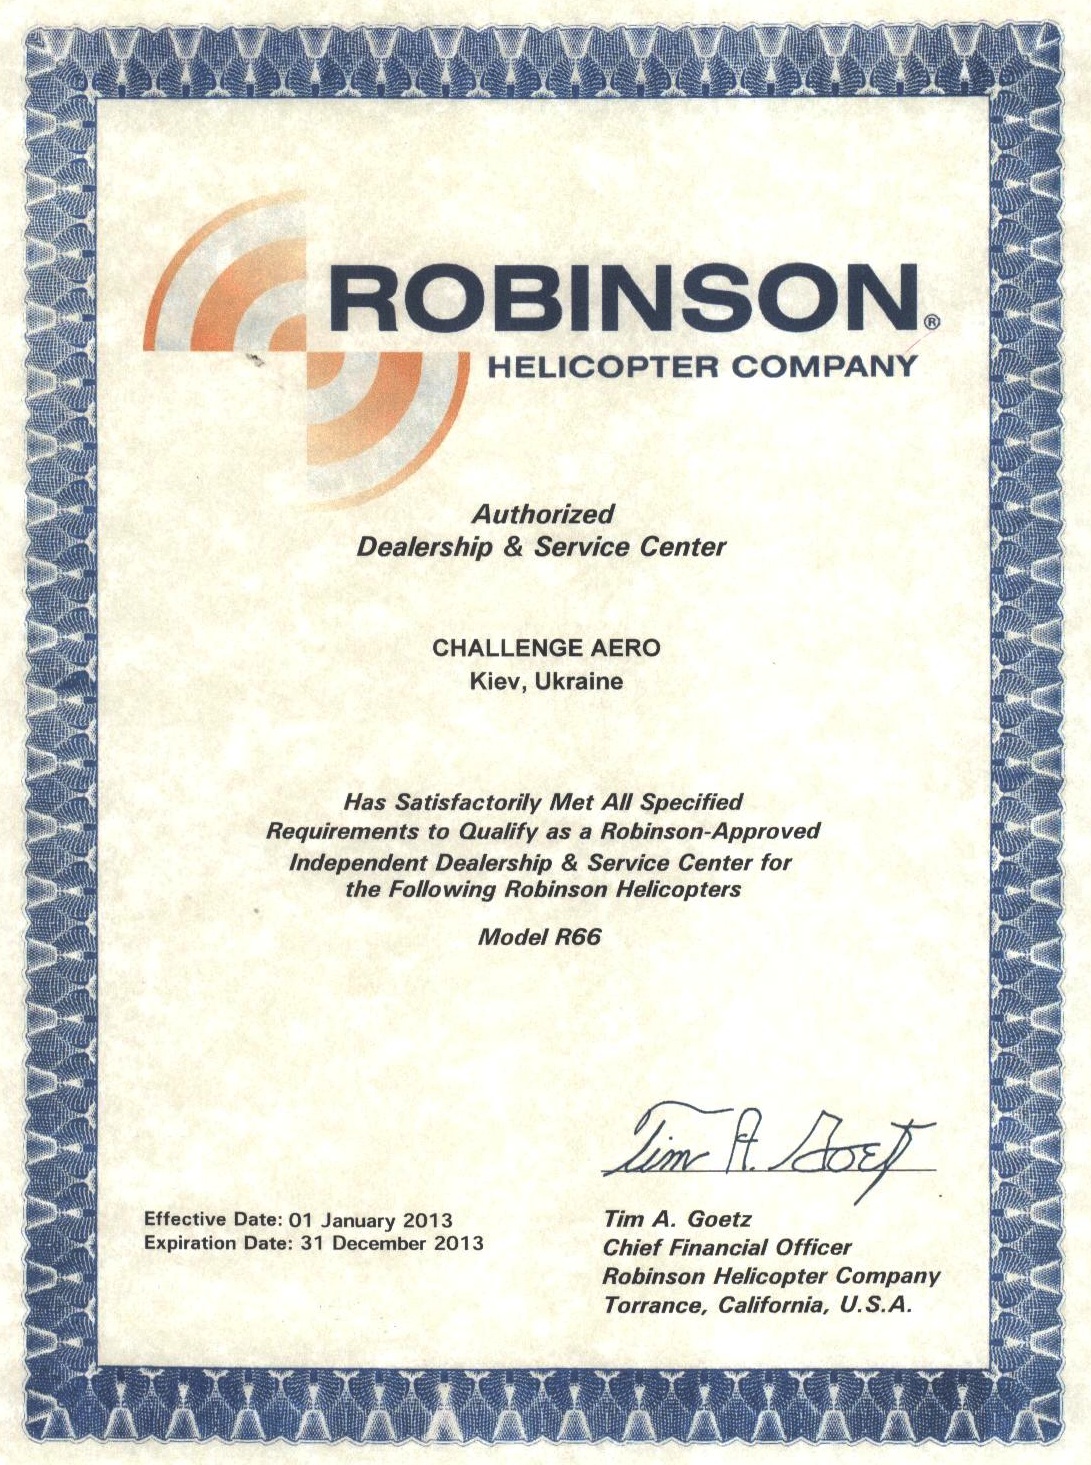 ROBINSON®
HELICOPTER COMPANY
Authorized
Dealership & Service Center
CHALLENGE AERO
Kiev, Ukraine
Has Satisfactorily Met All Specified
Requirements to Qualify as a Robinson-Approved
Independent Dealership & Service Center for
the Following Robinson Helicopters
Model R66
Tim A. Goetz
Effective Date: 01 January 2013
Expiration Date: 31 December 2013
Tim A. Goetz
Chief Financial Officer
Robinson Helicopter Company
Torrance, California, U.S.A.